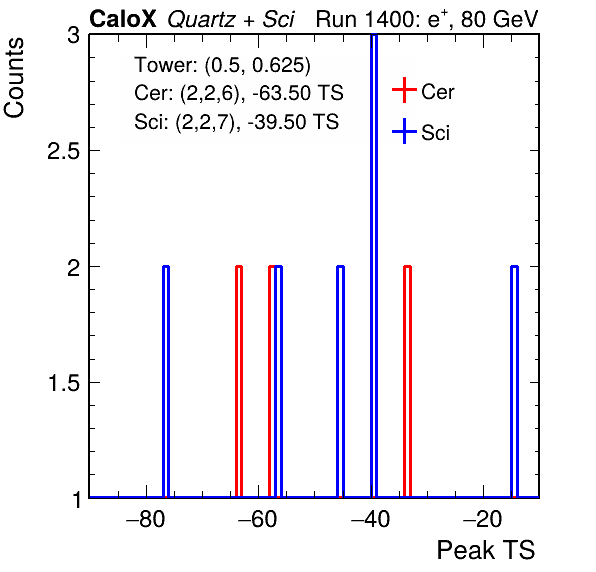 CaloX Quartz + Sci Run 1400: e+, 80 GeV
Counts
3
2.5
2
1.5
1
Tower: (0.5, 0.625)
Cer: (2,2,6), -63.50 TS
Sci: (2,2,7), -39.50 TS
Cer
Sci
−80 −60 −40 −20
Peak TS